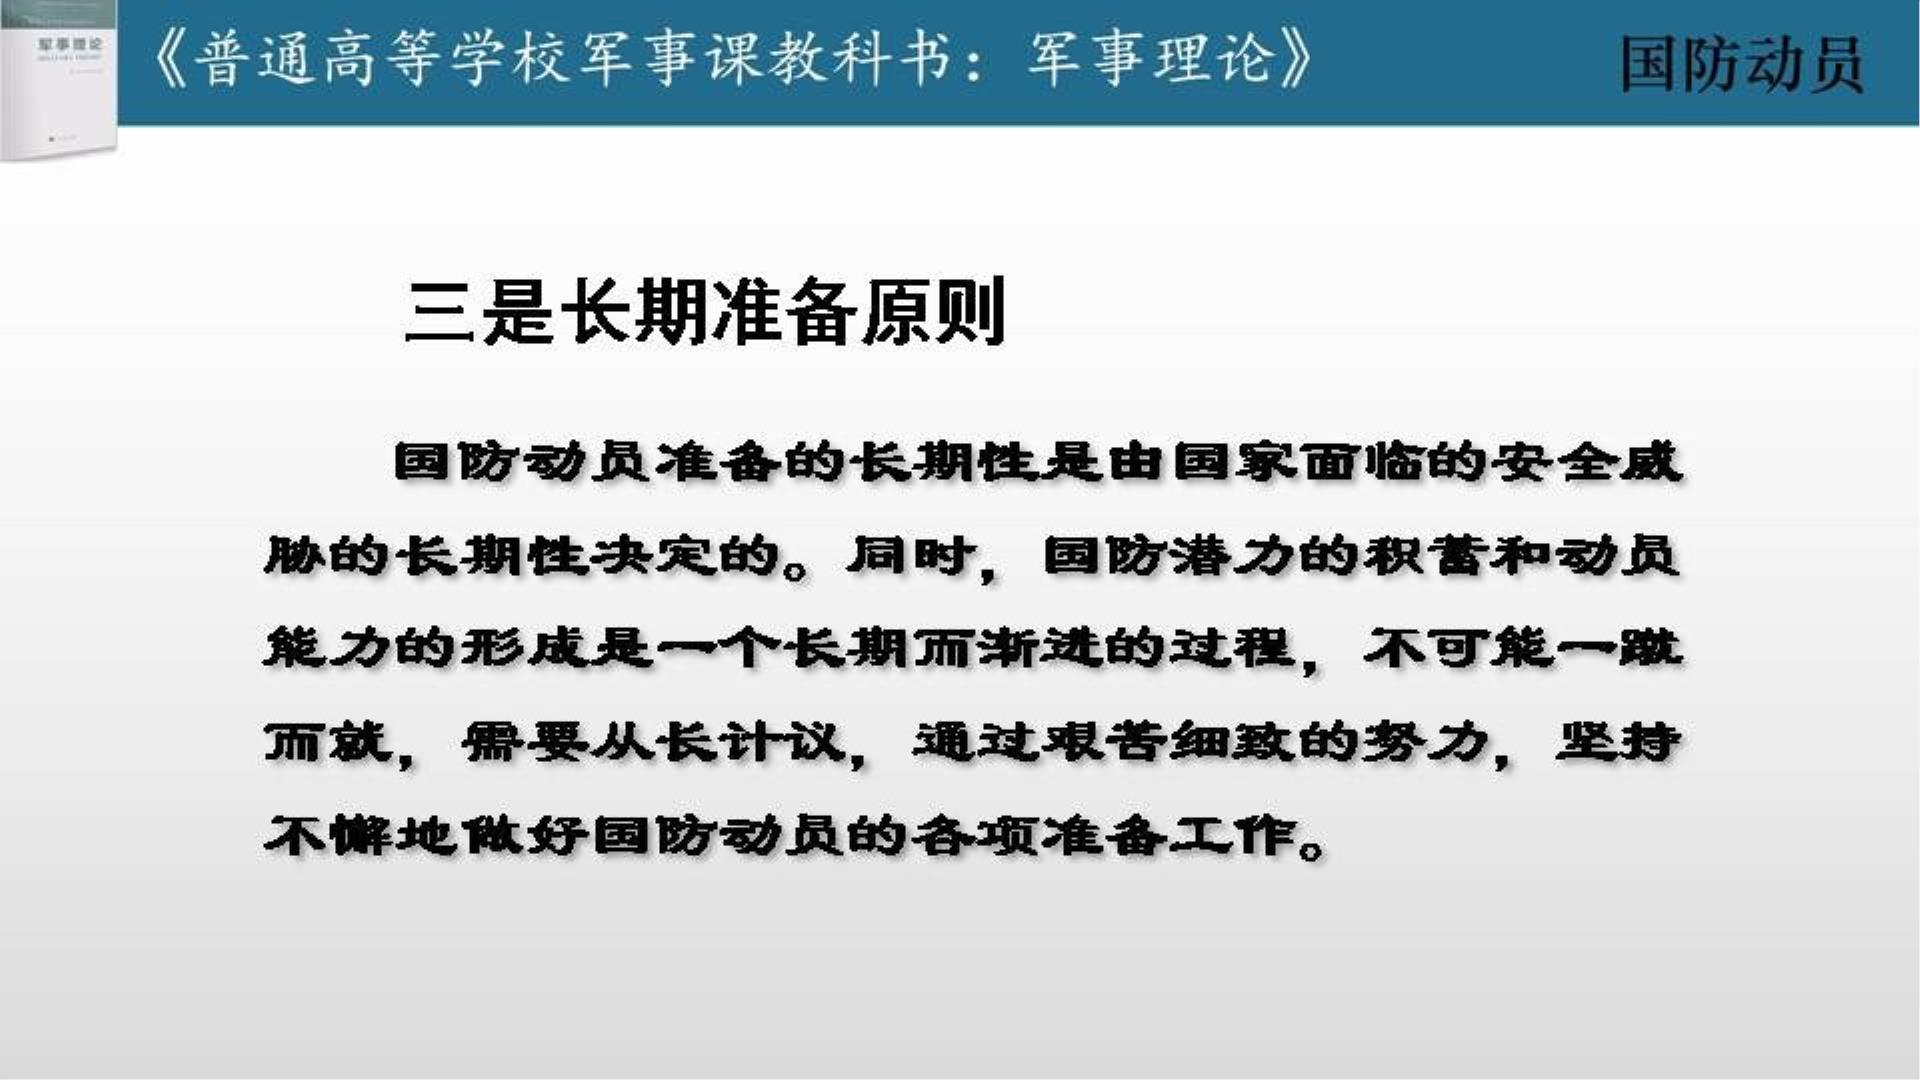 军事理论
《普通高等学校军事课教科书：军事理论》
国防动员
三是长期准备原则
国防动员准备的长期性是由国家面临的安全威
胁的长期性决定的。同时，国防潜力的积蓄和动员
能力的形成是一个长期而渐进的过程，不可能一蹴
而就，需要从长计议，通过艰苦细致的努力，坚持
不懈地做好国防动员的各项准备工作。